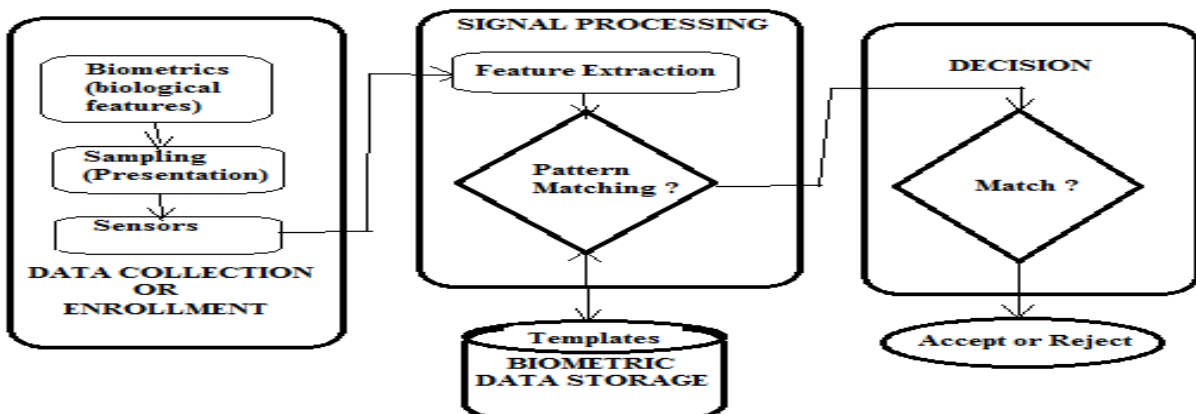 Biometrics
(biological
features)
Sampling
(Presentation)
Sensors
DATA COLLECTION
OR
ENROLLMENT
SIGNAL PROCESSING
Feature Extraction
Pattern
Matching ?
Templates
BIOMETRIC
DATA STORAGE
DECISION
Match ?
Accept or Reject